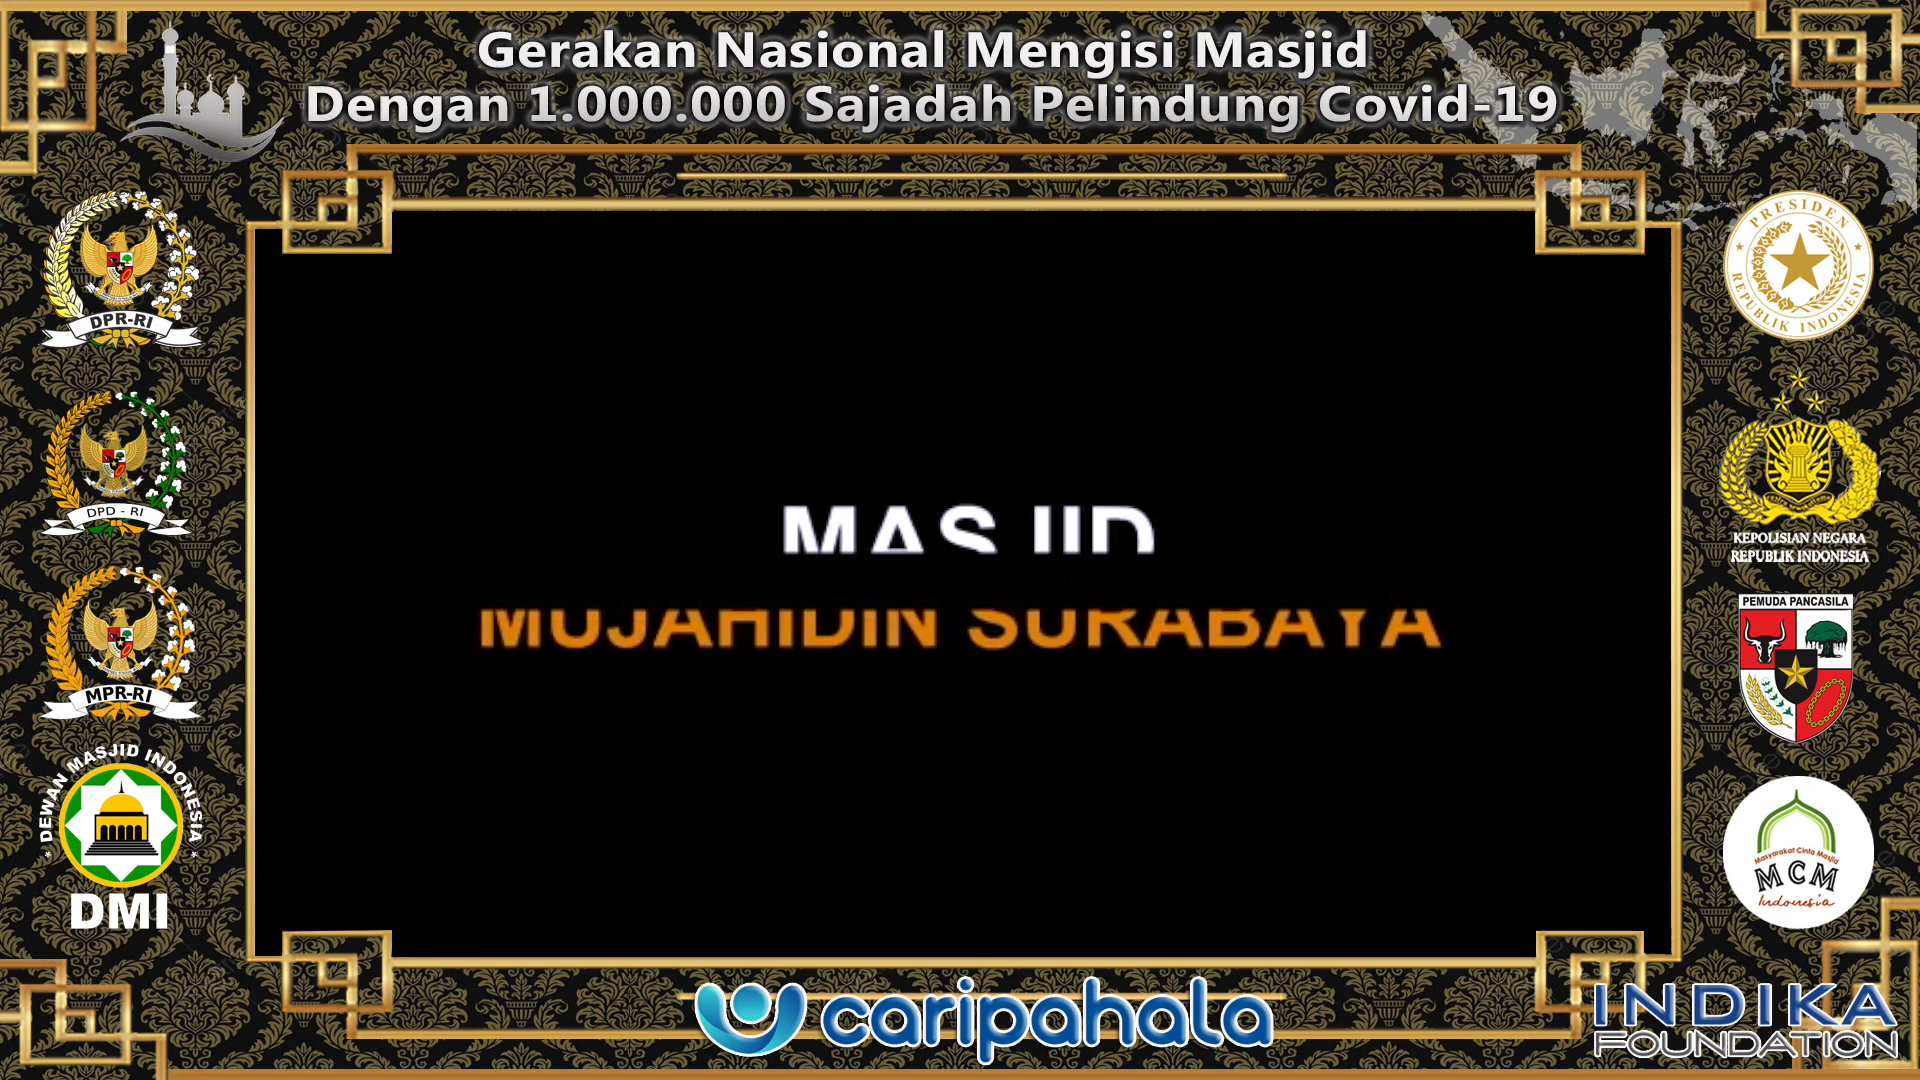 Gerakan Nasional Mengisi Masjid
Dengan 1.000.000 Sajadah Pelindung Covid-19
DPR-RI
DPD - RI
MPR-RI
DEWAN MASJID INDONESIA
DMI
MASJID
MUJAHIDIN SURABAYA
PRESIDEN
REPUBLIK INDONESIA
KEPOLISIAN NEGARA
REPUBLIK INDONESIA
PEMUDA PANCASILA
Masyarakat Cinta Masjid
MCM
Indonesia
caripahala
INDIKA
FOUNDATION